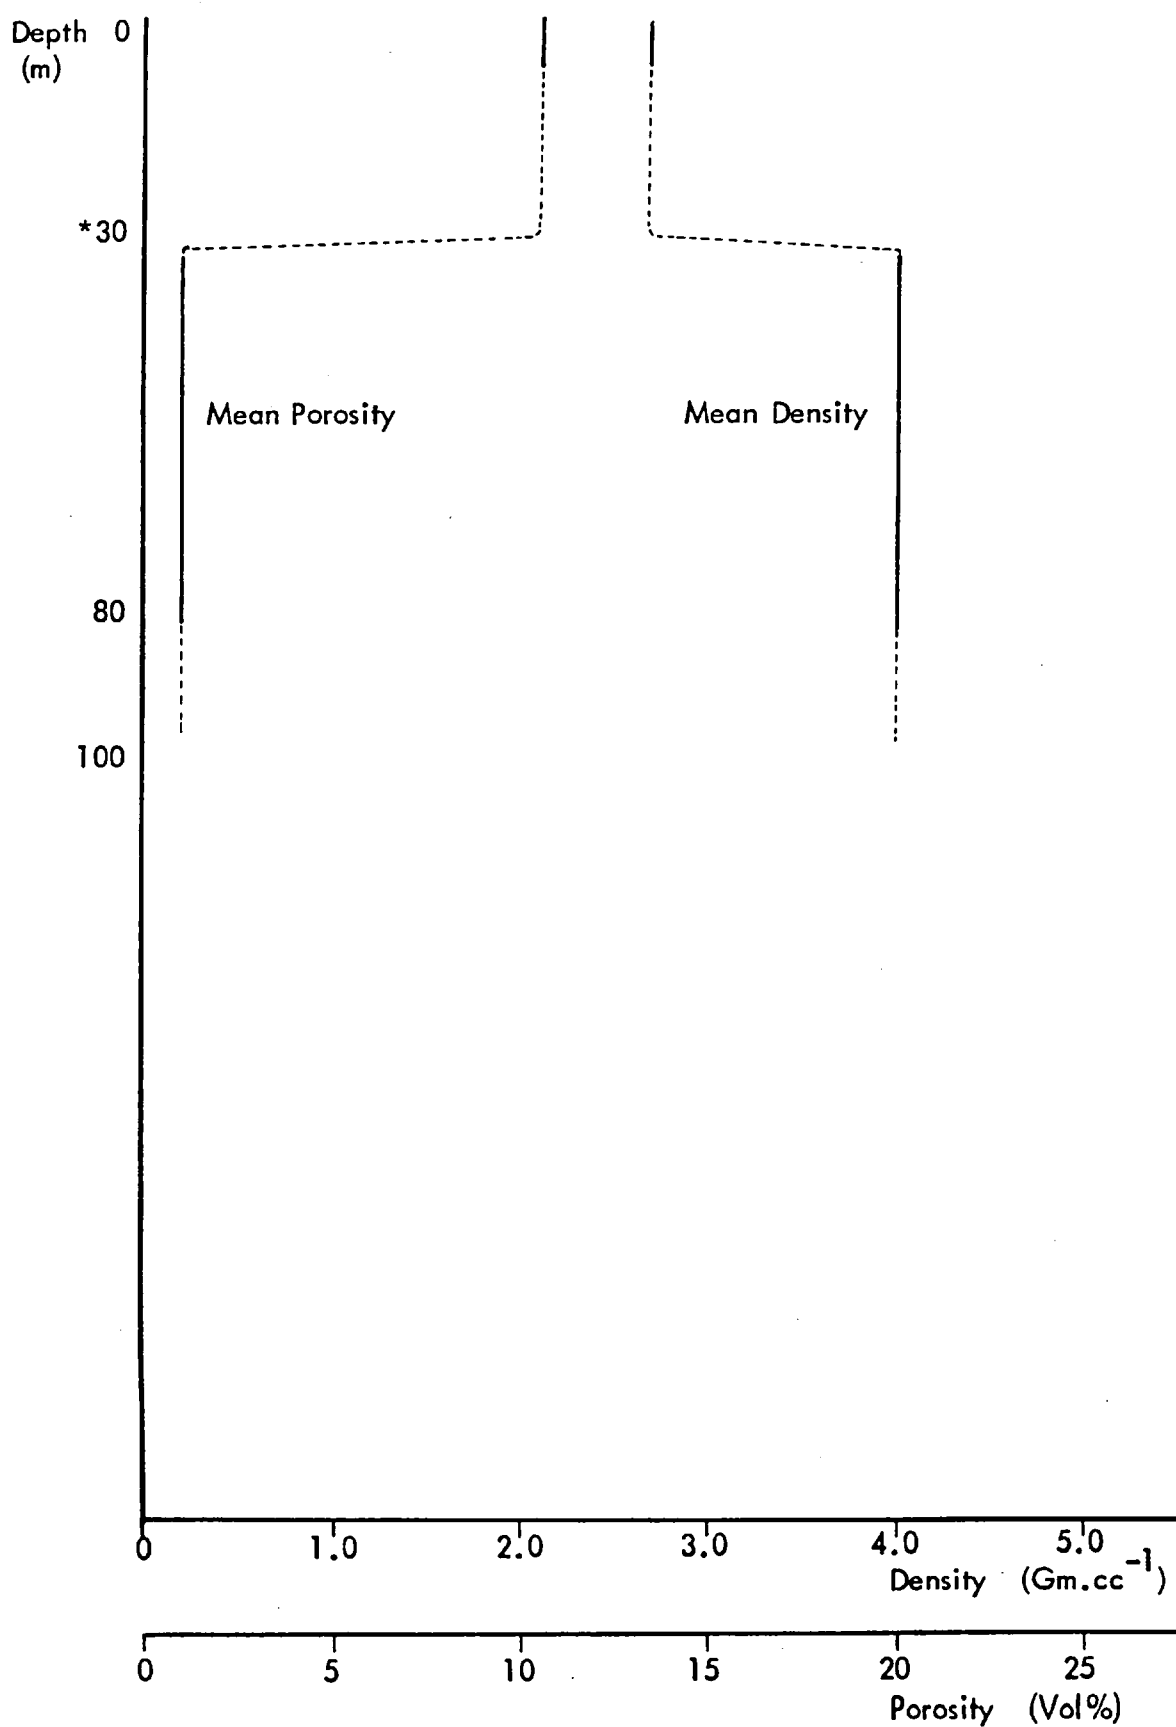 Depth 0
(m)
*30
Mean Porosity Mean Density
80
100
0 1.0 2.0 3.0 4.0 5.0
Density (Gm.cc⁻¹)
0 5 10 15 20 25
Porosity (Vol%)